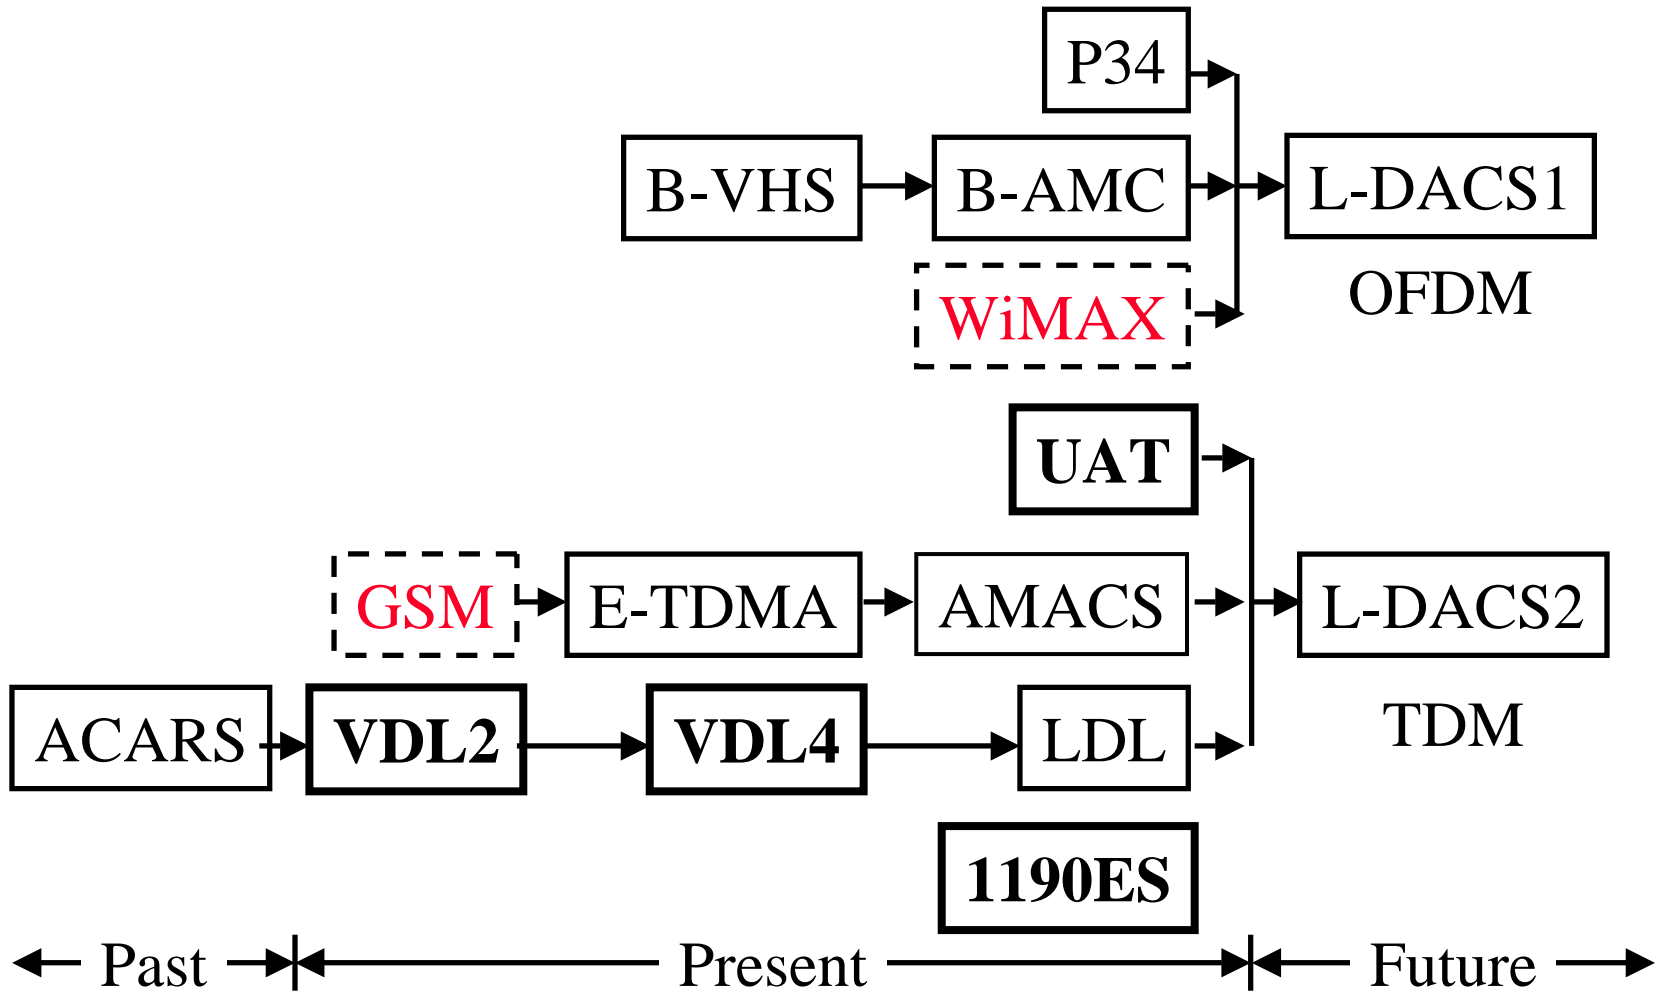 P34
B-VHS B-AMC L-DACS1
WiMAX OFDM
UAT
GSM E-TDMA AMACS L-DACS2
ACARS VDL2 VDL4 LDL TDM
1190ES
Past Present Future